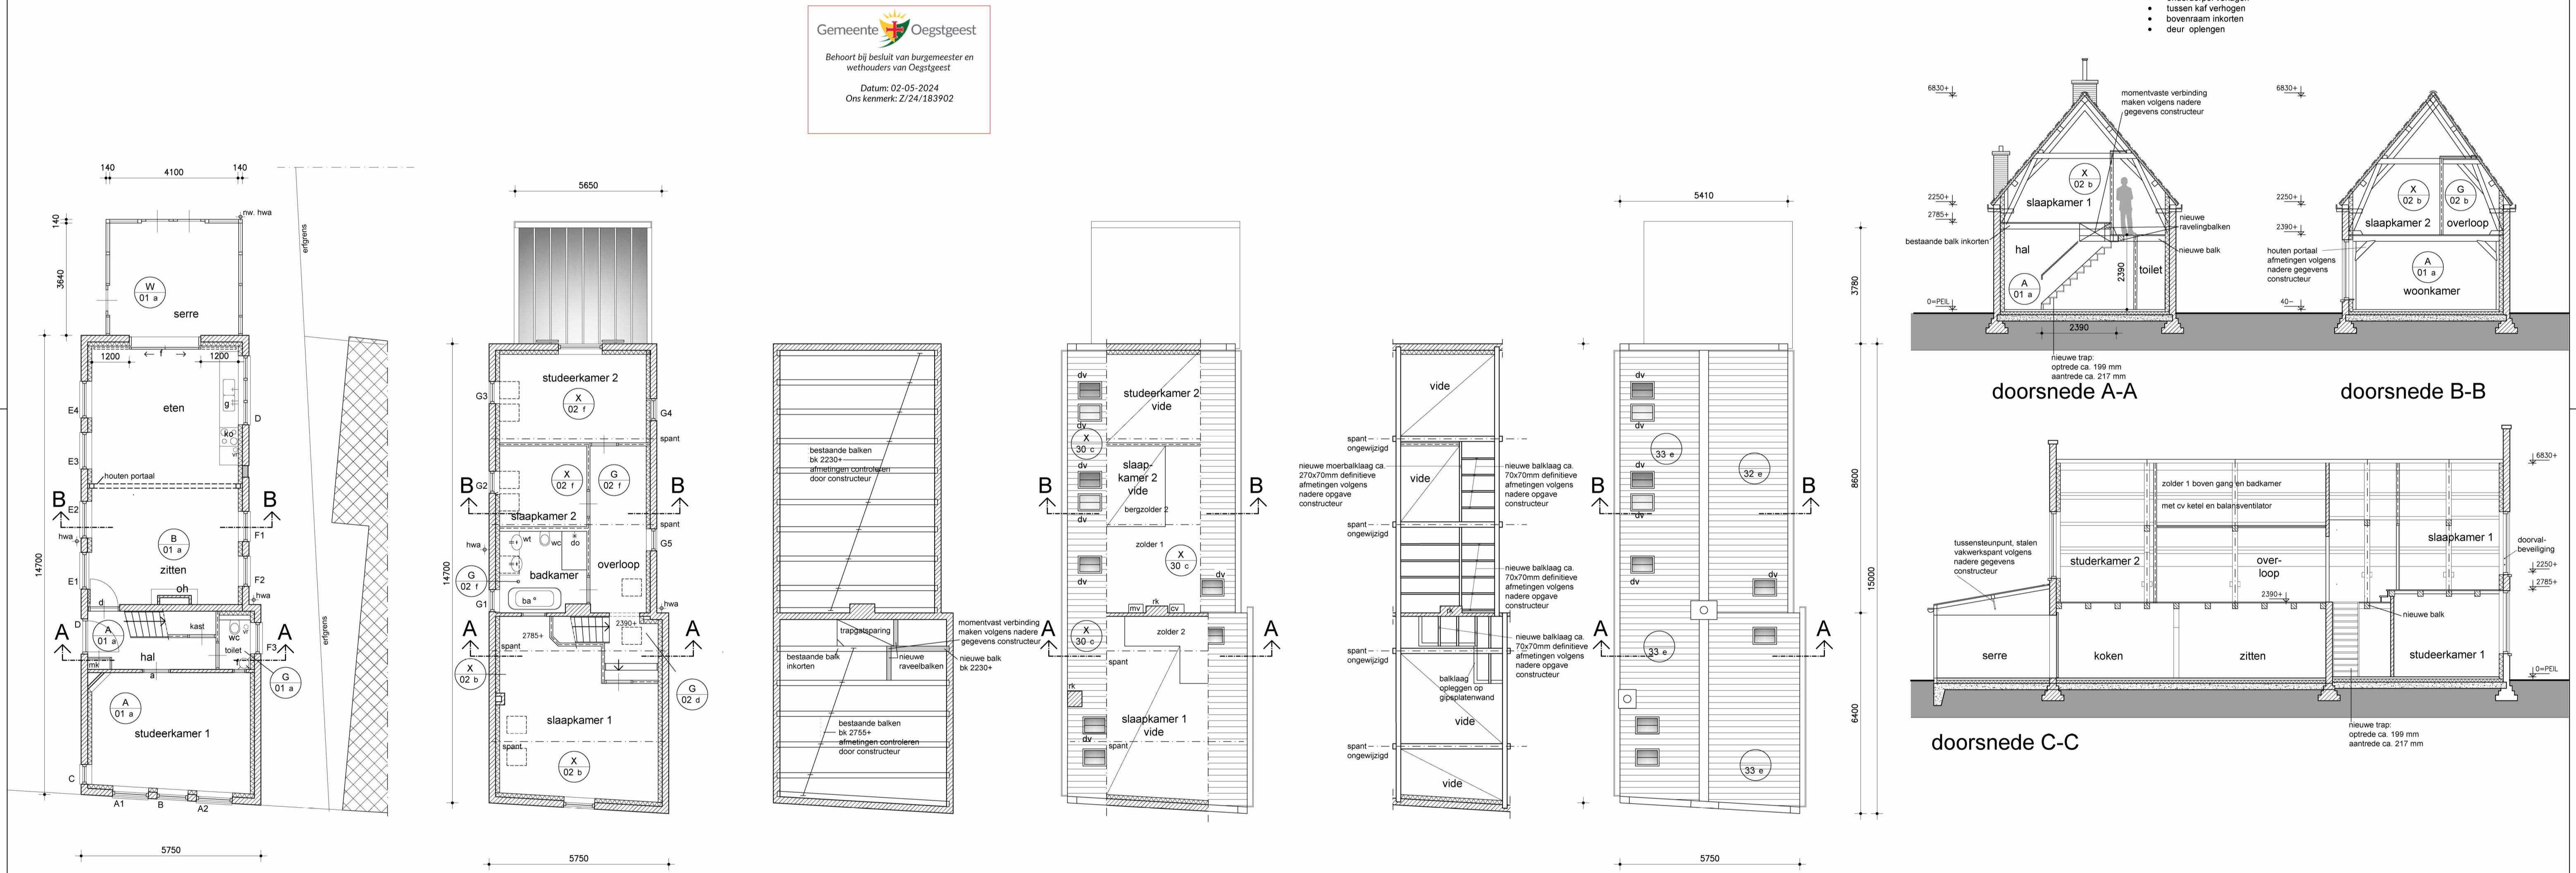 Gemeente Oegstgeest
Behoort bij besluit van burgemeester en
wethouders van Oegstgeest
Datum: 02-05-2024
Ons kenmerk: Z/24/183902
• tussen kaf verhogen
• bovenraam inkorten
• deur oplengen
140
4100
140
nw. hwa
140
3640
erfgrens
W
01 a
serre
1200
f
1200
eten
g
ko
E4
D
E3
houten portaal
B
B
E2
hwa
F1
B
01 a
zitten
14700
E1
F2
oh
hwa
d
D
kast
wc
A
A
A
01 a
hal
toilet
F3
mk
a
G
01 a
erfgrens
A
01 a
studeerkamer 1
C
A1
B
A2
5750
5650
studeerkamer 2
G3
X
02 f
G4
spant
B
B
X
02 f
G
02 f
G2
slaapkamer 2
spant
wt
wc
do
hwa
G5
14700
badkamer
overloop
G
02 f
G1
ba
hwa
A
A
2785+
2390+
spant
X
02 b
G
02 d
slaapkamer 1
spant
X
02 b
5750
bestaande balken
bk 2230+
afmetingen controleren
door constructeur
trapgatsparing
momentvast verbinding
maken volgens nadere
gegevens constructeur
bestaande balk
inkorten
nieuwe
raveelbalken
nieuwe balk
bk 2230+
bestaande balken
bk 2755+
afmetingen controleren
door constructeur
dv
studeerkamer 2
vide
dv
X
30 c
dv
slaap-
kamer 2
vide
B
B
bergzolder 2
dv
zolder 1
X
30 c
dv
dv
rk
mv
cv
A
A
X
30 c
zolder 2
spant
rk
slaapkamer 1
vide
dv
spant
vide
spant
ongewijzigd
nieuwe moerbalklaag ca.
270x70mm definitieve
afmetingen volgens
nadere opgave
constructeur
vide
nieuwe balklaag ca.
70x70mm definitieve
afmetingen volgens
nadere opgave
constructeur
spant
ongewijzigd
nieuwe balklaag ca.
70x70mm definitieve
afmetingen volgens
nadere opgave
constructeur
rk
nieuwe balklaag ca.
70x70mm definitieve
afmetingen volgens
nadere opgave
constructeur
spant
ongewijzigd
balklaag
opleggen op
gipsplatenwand
vide
spant
ongewijzigd
vide
5410
3780
dv
dv
33 e
32 e
dv
B
B
dv
8600
15000
dv
dv
A
A
33 e
6400
33 e
5750
6830+
momentvaste verbinding
maken volgens nadere
gegevens constructeur
X
02 b
2250+
slaapkamer 1
2785+
nieuwe
ravelingbalken
bestaande balk inkorten
hal
nieuwe balk
2390
toilet
A
01 a
0=PEIL
2390
nieuwe trap:
optrede ca. 199 mm
aantrede ca. 217 mm
doorsnede A-A
6830+
X
02 b
G
02 b
2250+
slaapkamer 2
overloop
2390+
houten portaal
afmetingen volgens
nadere gegevens
constructeur
A
01 a
woonkamer
40−
doorsnede B-B
6830+
zolder 1 boven gang en badkamer
met cv ketel en balansventilator
slaapkamer 1
doorval-
beveiliging
tussensteunpunt, stalen
vakwerkspant volgens
nadere gegevens
constructeur
studerkamer 2
over-
loop
2250+
2785+
2390+
nieuwe balk
serre
koken
zitten
studeerkamer 1
0=PEIL
nieuwe trap:
optrede ca. 199 mm
aantrede ca. 217 mm
doorsnede C-C